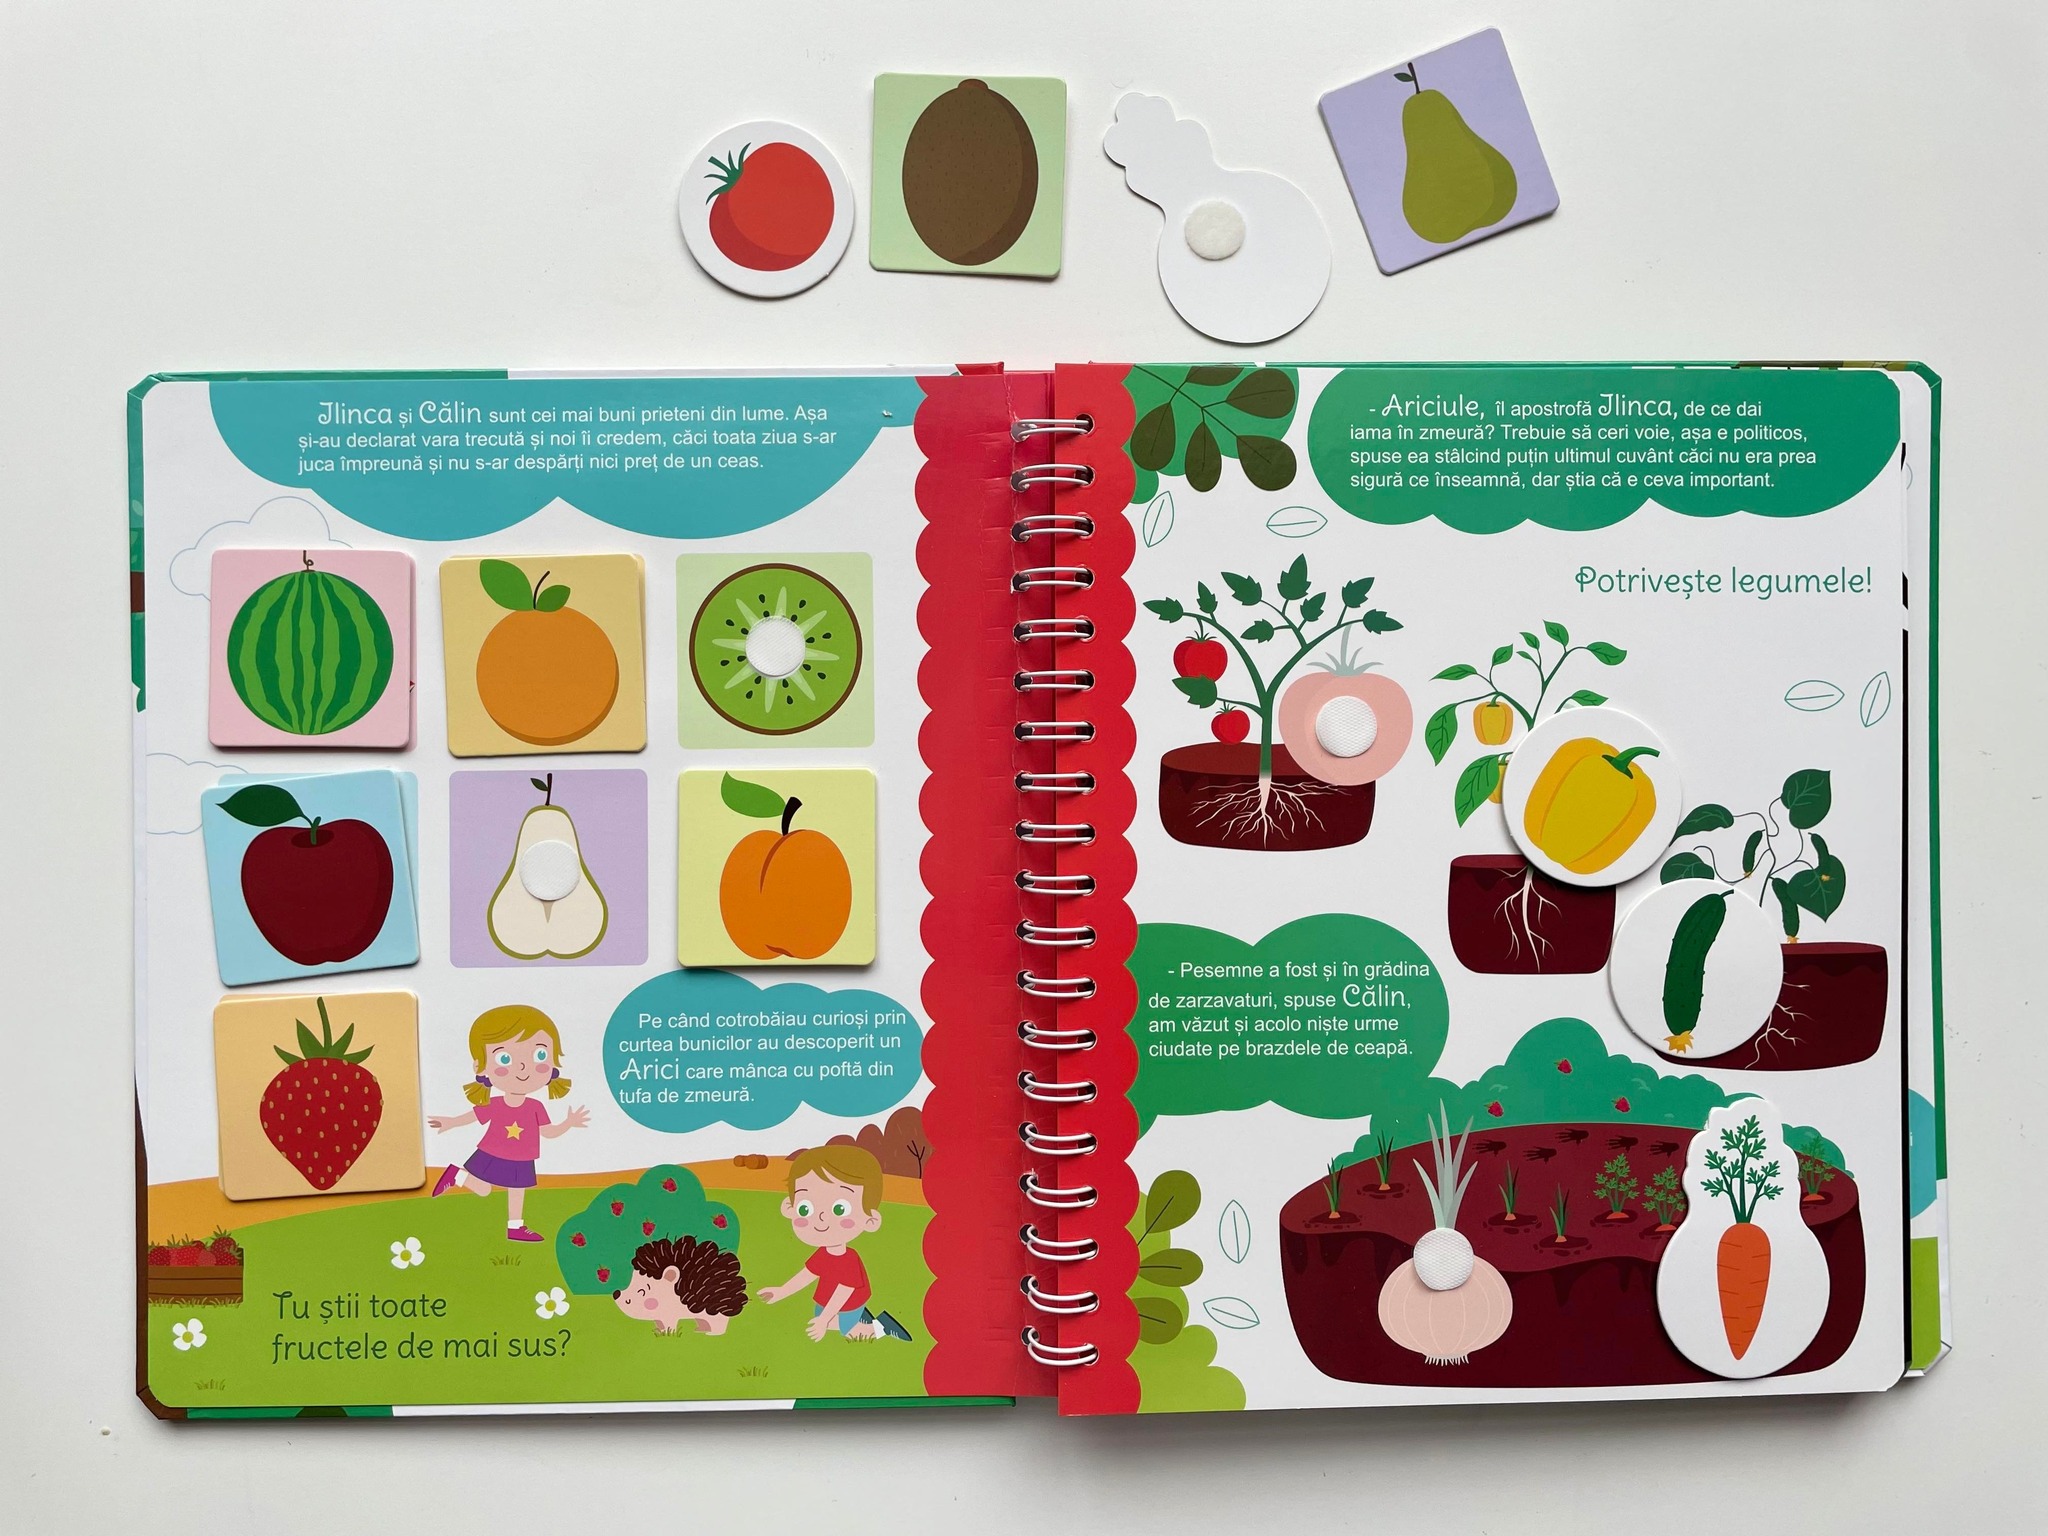 Ilinca și Călin sunt cei mai buni prieteni din lume. Așa
și-au declarat vara trecută și noi îi credem, căci toata ziua s-ar
juca împreună și nu s-ar despărți nici preț de un ceas.
Pe când cotrobăiau curioși prin
curtea bunicilor au descoperit un
Arici care mânca cu poftă din
tufa de zmeură.
Tu știi toate
fructele de mai sus?
- Ariciule, îl apostrofă Ilinca, de ce dai
iama în zmeură? Trebuie să ceri voie, așa e politicos,
spuse ea stâlcind puțin ultimul cuvânt căci nu era prea
sigură ce înseamnă, dar știa că e ceva important.
Potrivește legumele!
- Pesemne a fost și în grădina
de zarzavaturi, spuse Călin,
am văzut și acolo niște urme
ciudate pe brazdele de ceapă.